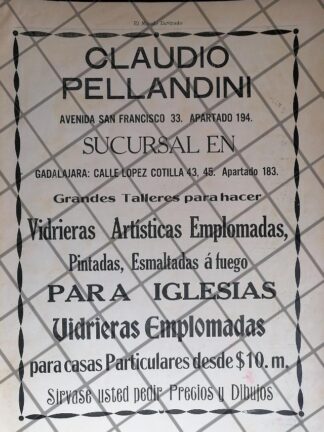 El Mundo Ilustrado
CLAUDIO
PELLANDINI
AVENIDA SAN FRANCISCO 33. APARTADO 194.
SUCURSAL EN
GADALAJARA: CALLE LOPEZ COTILLA 43, 45. Apartado 183.
Grandes Talleres para hacer
Vidrieras Artísticas Emplomadas,
Pintadas, Esmaltadas á fuego
PARA IGLESIAS
Vidrieras Emplomadas
para casas Particulares desde $10. m.
Sirvase usted pedir Precios y Dibujos